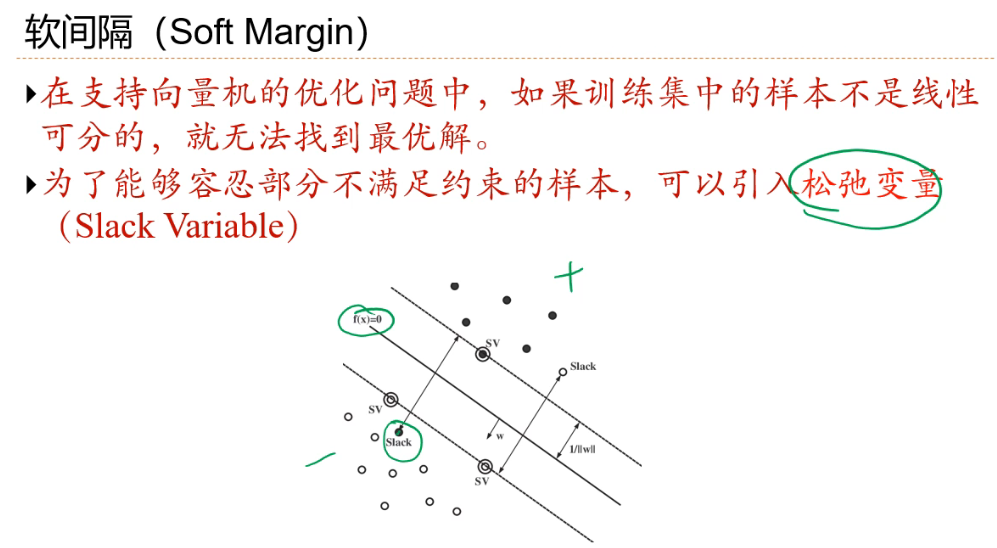 软间隔（Soft Margin）
在支持向量机的优化问题中，如果训练集中的样本不是线性
可分的，就无法找到最优解。
为了能够容忍部分不满足约束的样本，可以引入松弛变量
（Slack Variable）
+
f(x)=0
SV
Slack
SV
Slack
w
1/||w||
SV
−